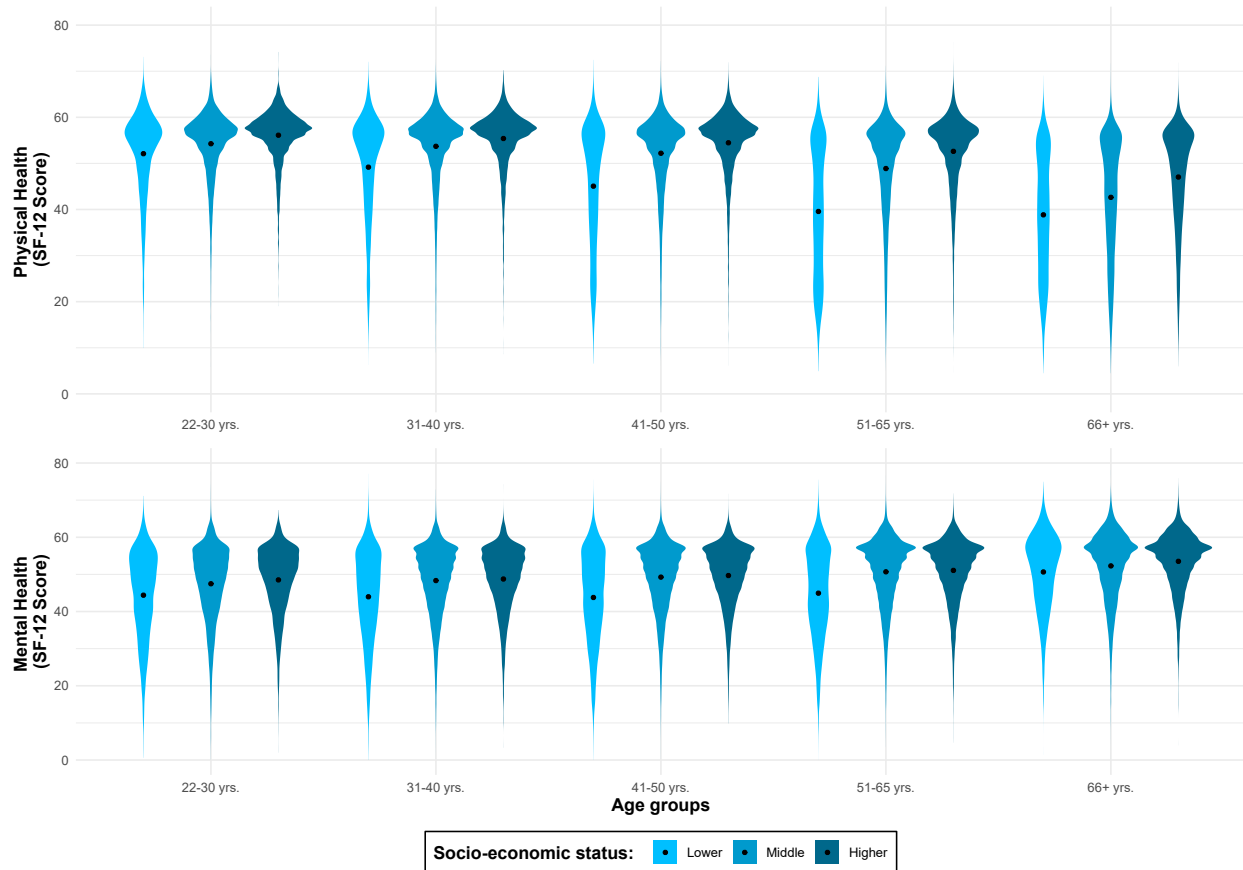 Physical Health
(SF-12 Score)
80
60
40
20
0
22-30 yrs.
31-40 yrs.
41-50 yrs.
51-65 yrs.
66+ yrs.
Mental Health
(SF-12 Score)
80
60
40
20
0
22-30 yrs.
31-40 yrs.
41-50 yrs.
51-65 yrs.
66+ yrs.
Age groups
Socio-economic status: Lower Middle Higher